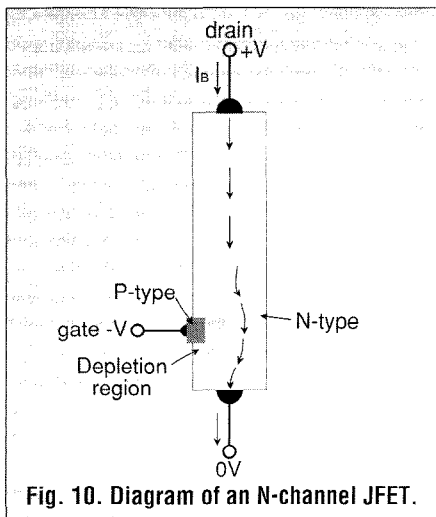 drain
+V
IB
P-type
gate -V
N-type
Depletion
region
0V
Fig. 10. Diagram of an N-channel JFET.